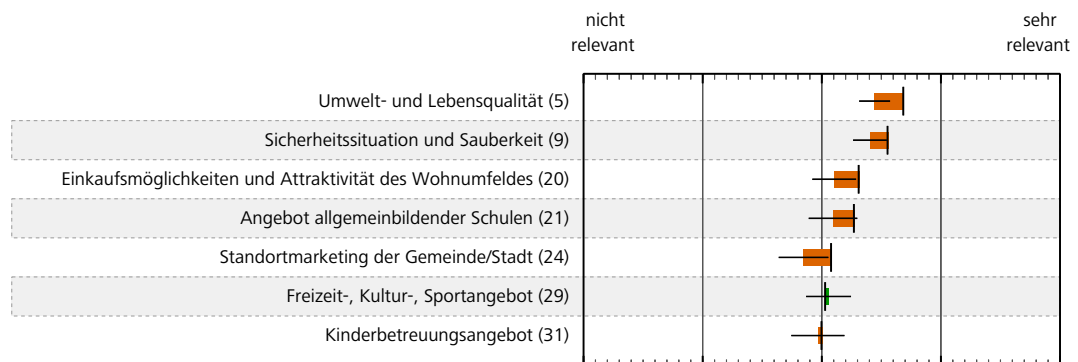 nicht
relevant
sehr
relevant
Umwelt- und Lebensqualität (5)
Sicherheitssituation und Sauberkeit (9)
Einkaufsmöglichkeiten und Attraktivität des Wohnumfeldes (20)
Angebot allgemeinbildender Schulen (21)
Standortmarketing der Gemeinde/Stadt (24)
Freizeit-, Kultur-, Sportangebot (29)
Kinderbetreuungsangebot (31)